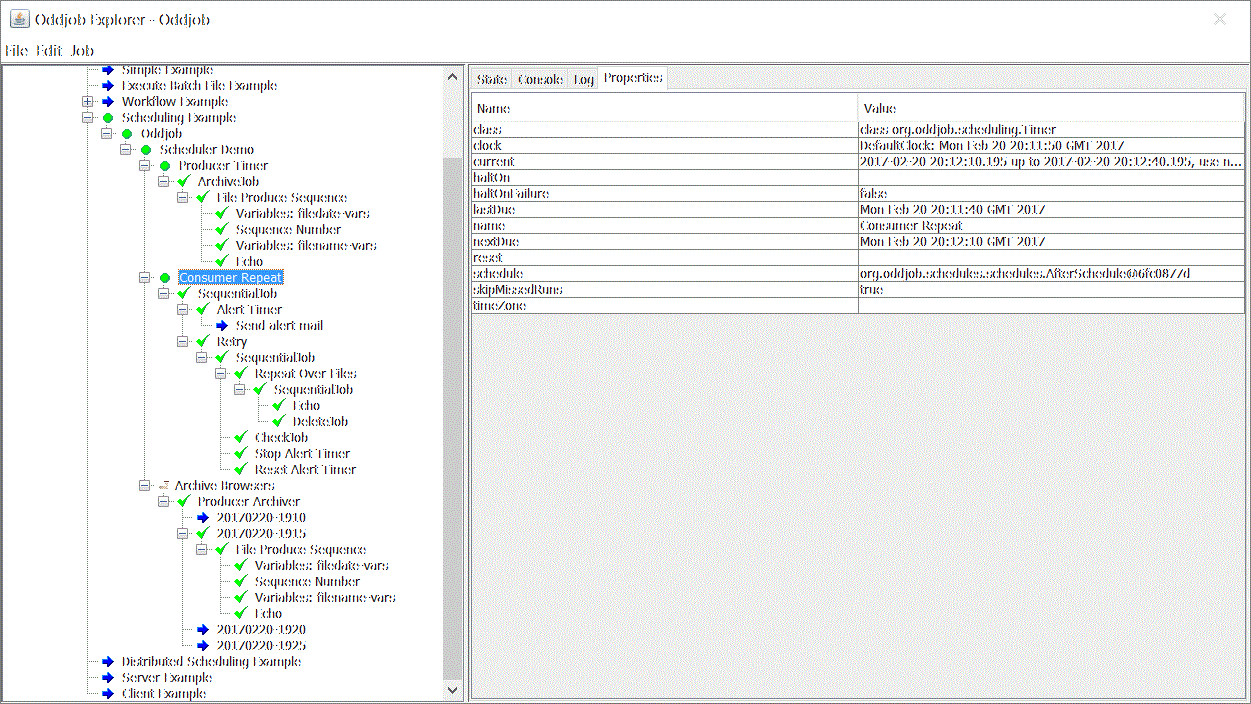 Oddjob Explorer - Oddjob
File Edit Job
Simple Example
Execute Batch File Example
Workflow Example
Scheduling Example
Oddjob
Scheduler Demo
Producer Timer
ArchiveJob
File Produce Sequence
Variables: filedate-vars
Sequence Number
Variables: filename-vars
Echo
Consumer Repeat
SequentialJob
Alert Timer
Send alert mail
Retry
SequentialJob
Repeat Over Files
SequentialJob
Echo
DeleteJob
CheckJob
Stop Alert Timer
Reset Alert Timer
Archive Browsers
Producer Archiver
20170220-1910
20170220-1915
File Produce Sequence
Variables: filedate-vars
Sequence Number
Variables: filename-vars
Echo
20170220-1920
20170220-1925
Distributed Scheduling Example
Server Example
Client Example
State Console Log Properties
Name Value
class class org.oddjob.scheduling.Timer
clock DefaultClock: Mon Feb 20 20:11:50 GMT 2017
current 2017-02-20 20:12:10.195 up to 2017-02-20 20:12:40.195, use n...
haltOn
haltOnFailure false
lastDue Mon Feb 20 20:11:40 GMT 2017
name Consumer Repeat
nextDue Mon Feb 20 20:12:10 GMT 2017
reset
schedule org.oddjob.schedules.schedules.AfterSchedule@6fc0877d
skipMissedRuns true
timeZone